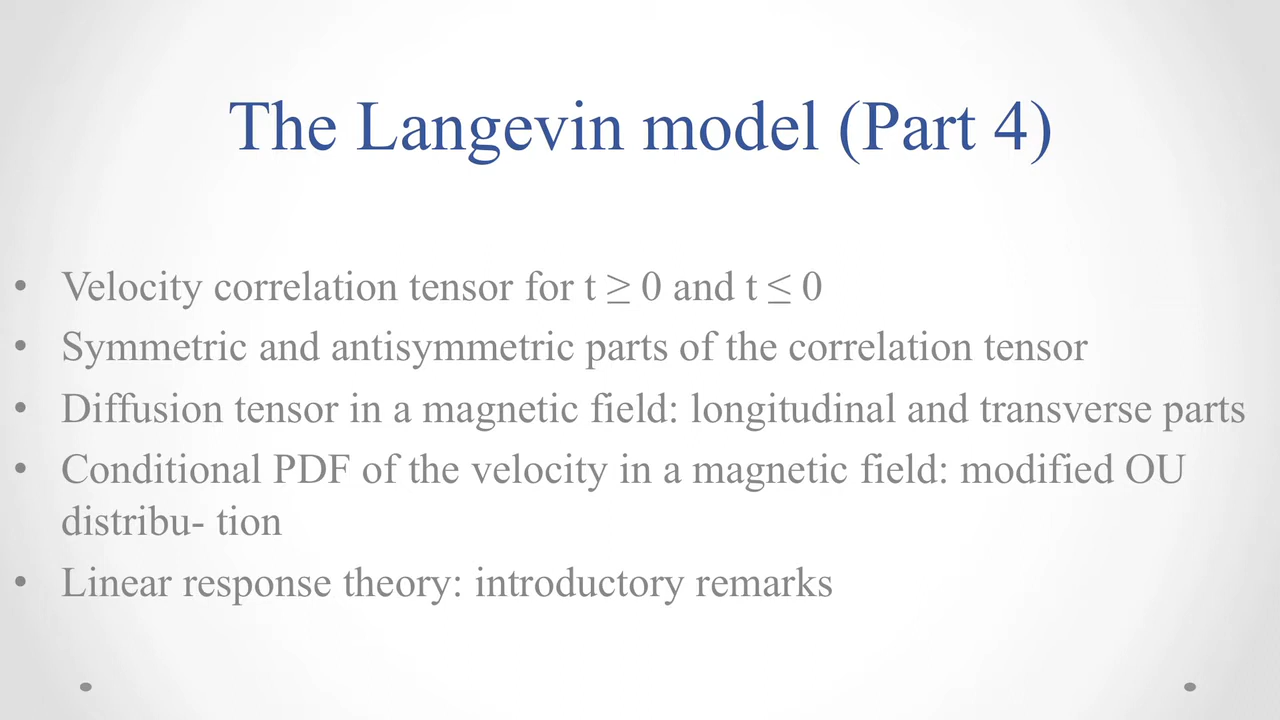 The Langevin model (Part 4)
• Velocity correlation tensor for t ≥ 0 and t ≤ 0
• Symmetric and antisymmetric parts of the correlation tensor
• Diffusion tensor in a magnetic field: longitudinal and transverse parts
• Conditional PDF of the velocity in a magnetic field: modified OU
distribu- tion
• Linear response theory: introductory remarks